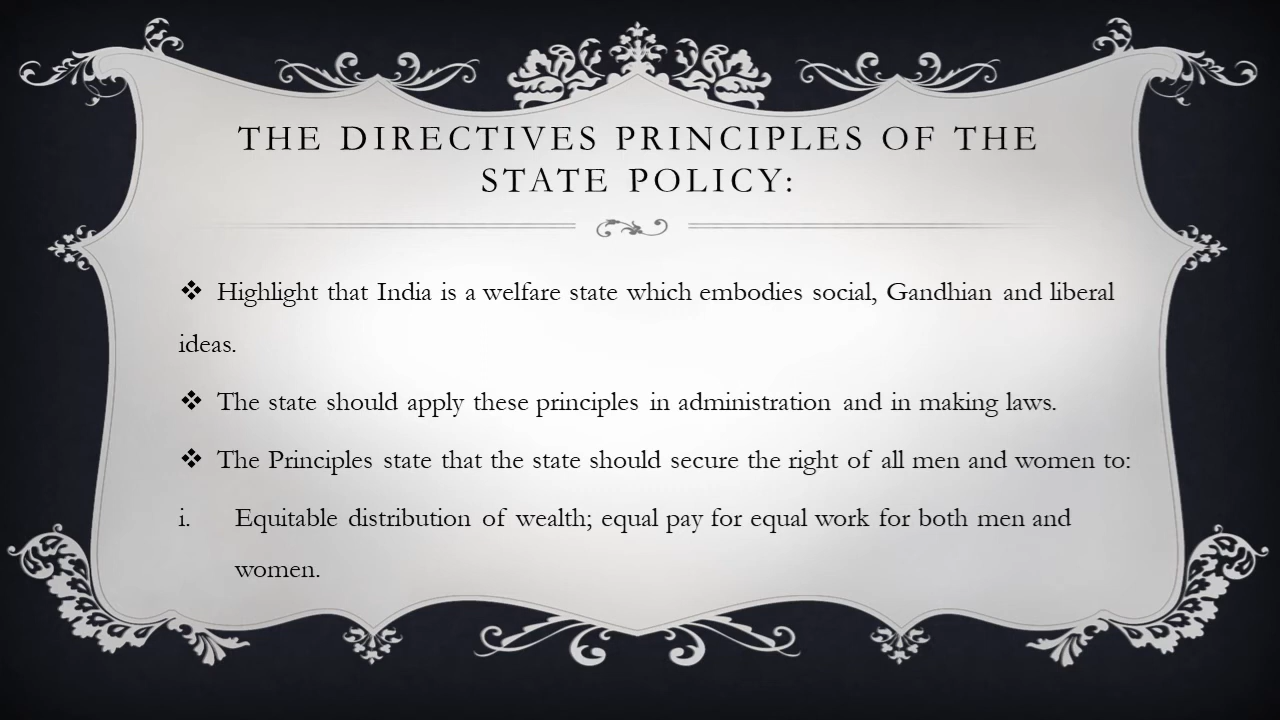 THE DIRECTIVES PRINCIPLES OF THE
STATE POLICY:
❖ Highlight that India is a welfare state which embodies social, Gandhian and liberal
ideas.
❖ The state should apply these principles in administration and in making laws.
❖ The Principles state that the state should secure the right of all men and women to:
i. Equitable distribution of wealth; equal pay for equal work for both men and
women.